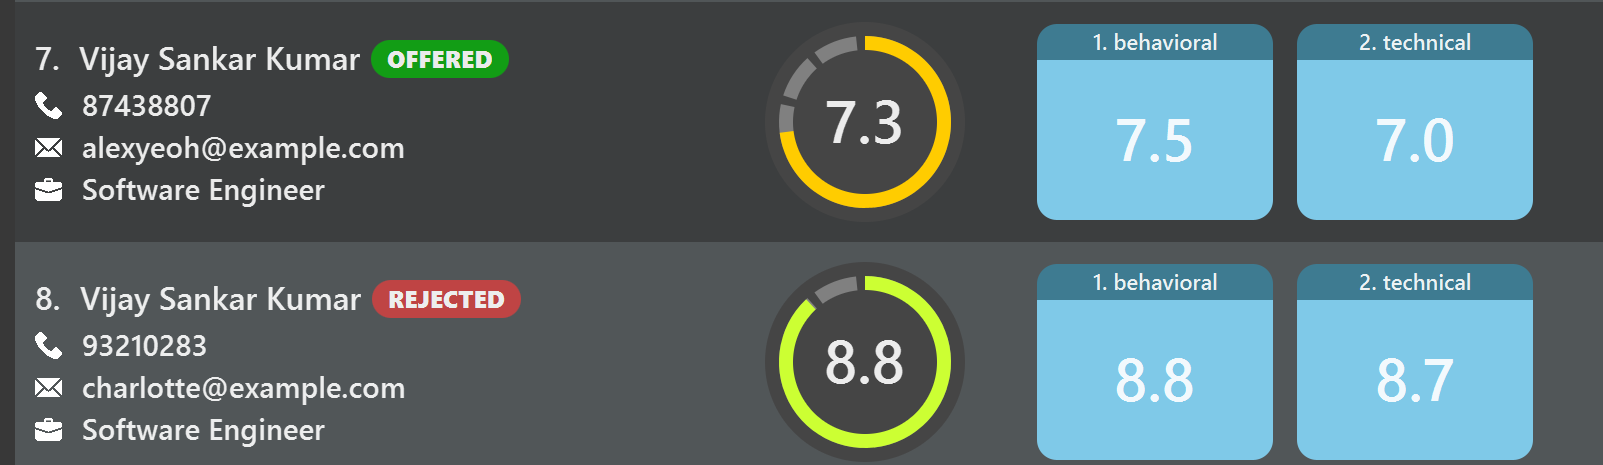 7. Vijay Sankar Kumar OFFERED
87438807
alexyeoh@example.com
Software Engineer
7.3
1. behavioral
7.5
2. technical
7.0
8. Vijay Sankar Kumar REJECTED
93210283
charlotte@example.com
Software Engineer
8.8
1. behavioral
8.8
2. technical
8.7